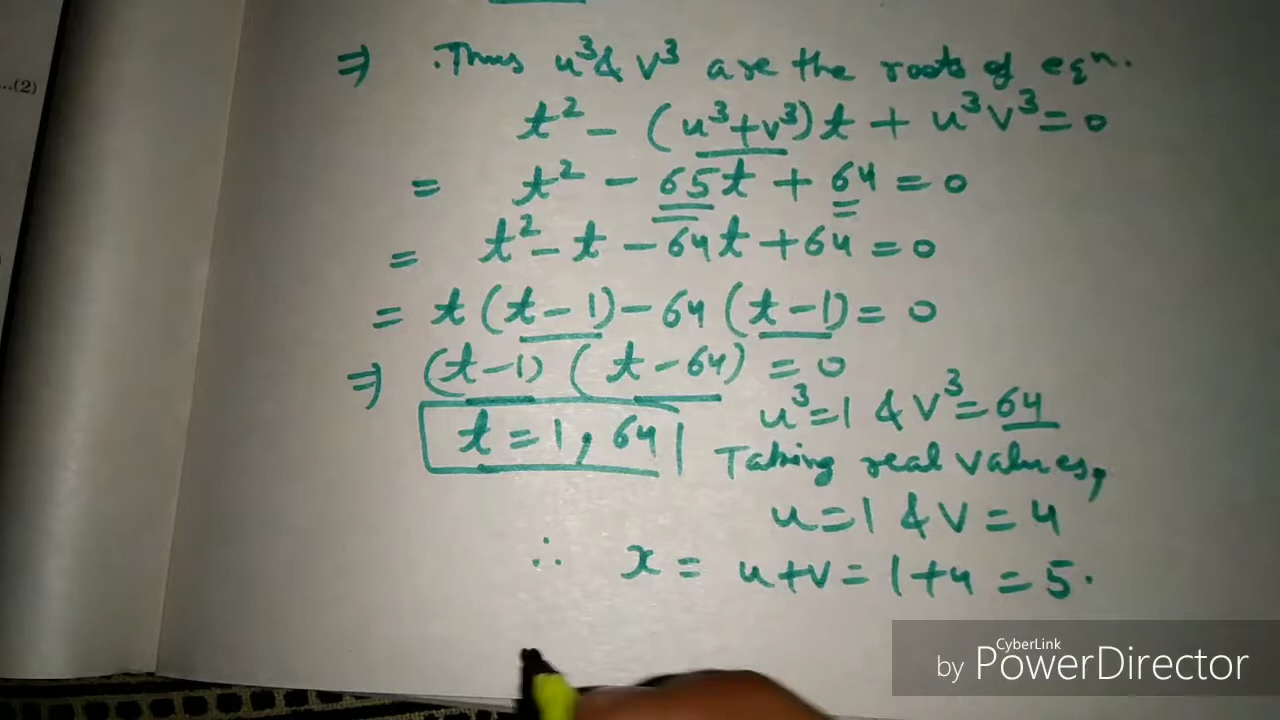 ...(2)
⇒ . Thus u³ & v³ are the roots of eqⁿ.
t² − (u³+v³)t + u³v³ = 0
= t² − 65t + 64 = 0
= t² − t − 64t + 64 = 0
= t(t−1) − 64(t−1) = 0
⇒ (t−1)(t−64) = 0
t = 1, 64
u³=1 & v³=64
Taking real values,
u=1 & v=4
∴ x = u+v = 1+4 = 5.
CyberLink
by PowerDirector